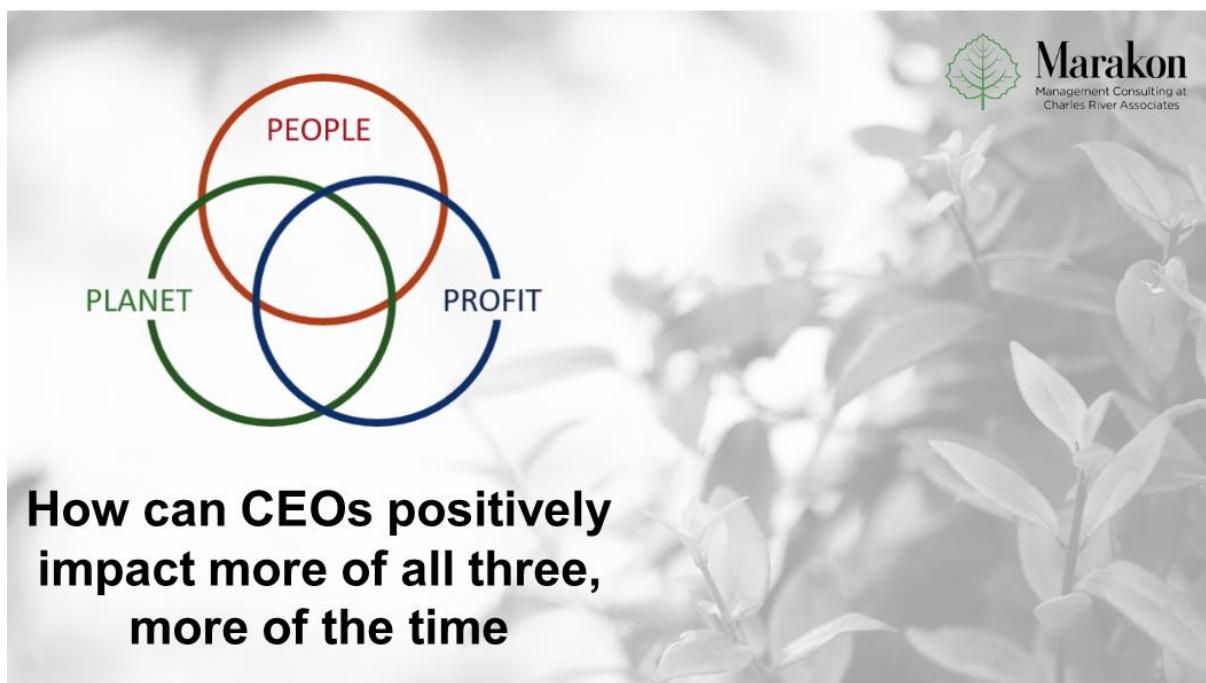 Marakon
Management Consulting at
Charles River Associates
PEOPLE
PLANET
PROFIT
How can CEOs positively
impact more of all three,
more of the time